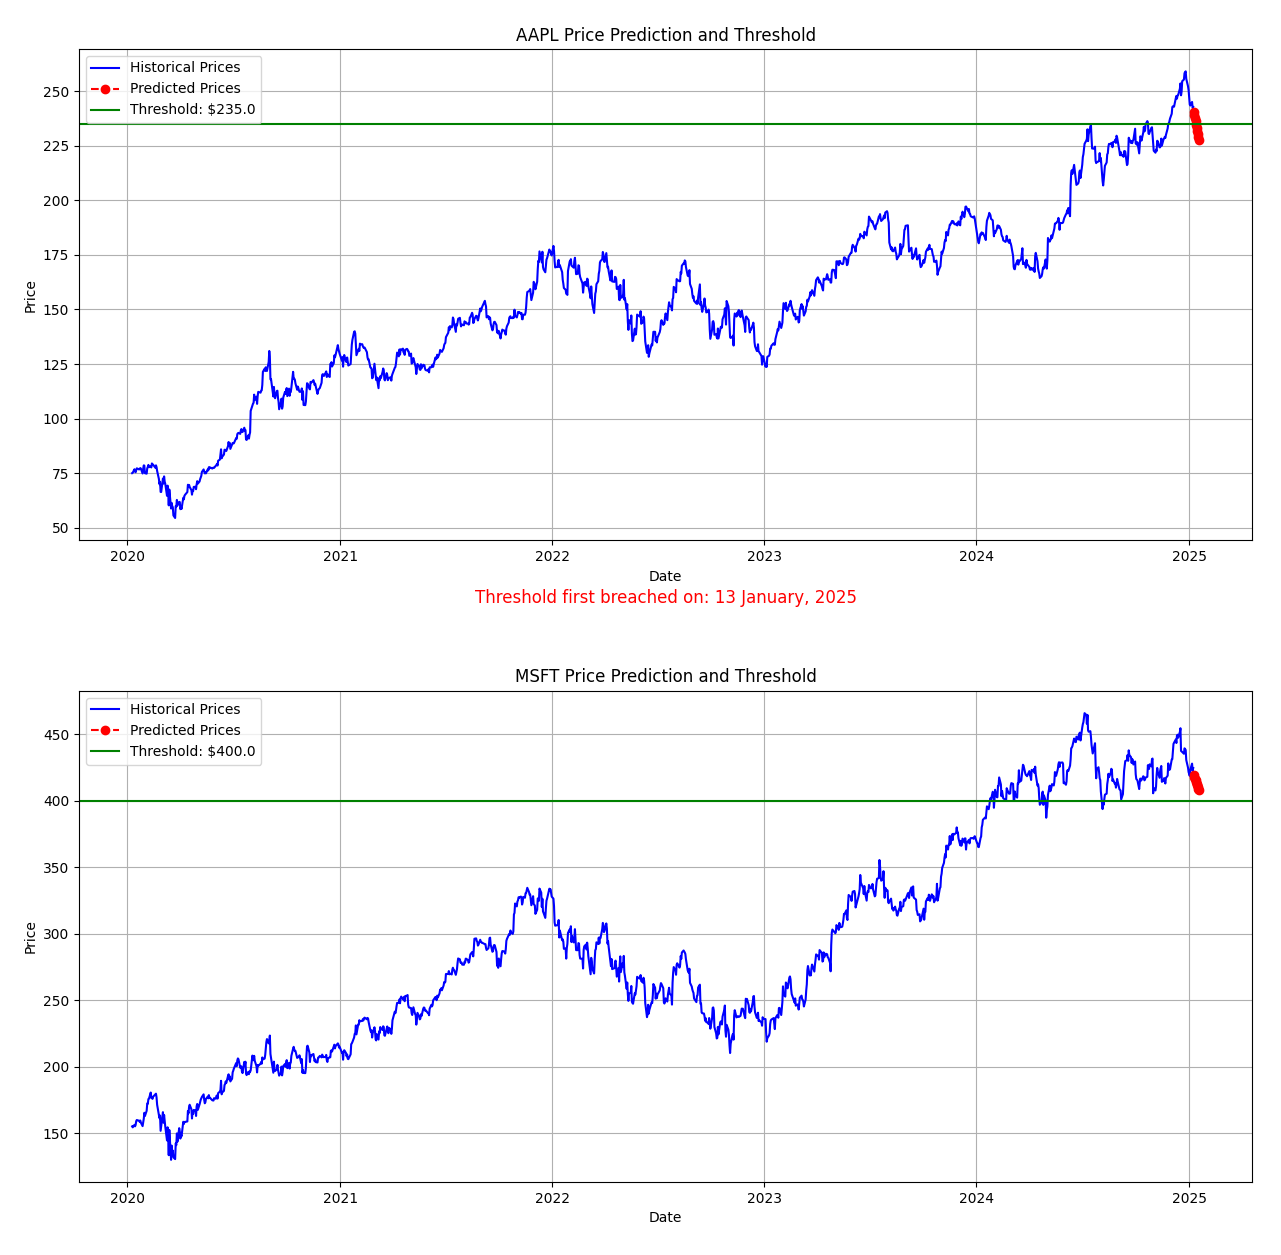 AAPL Price Prediction and Threshold
Historical Prices
Predicted Prices
Threshold: $235.0
Price
250
225
200
175
150
125
100
75
50
2020 2021 2022 2023 2024 2025
Date
Threshold first breached on: 13 January, 2025
MSFT Price Prediction and Threshold
Historical Prices
Predicted Prices
Threshold: $400.0
Price
450
400
350
300
250
200
150
2020 2021 2022 2023 2024 2025
Date